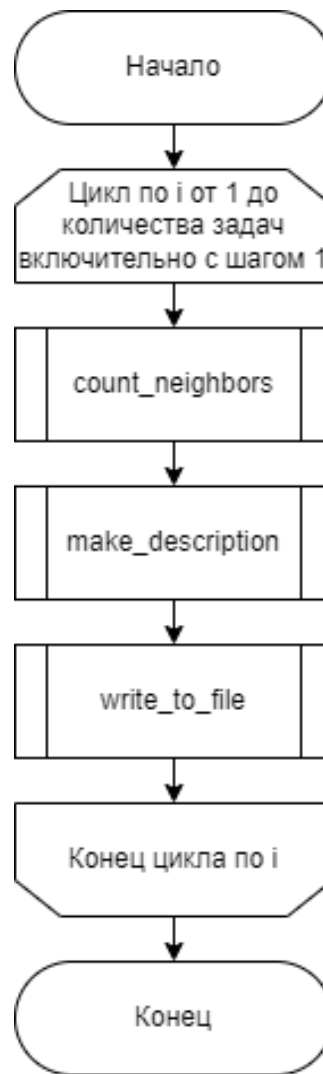 Начало
Цикл по i от 1 до
количества задач
включительно с шагом 1
count_neighbors
make_description
write_to_file
Конец цикла по i
Конец